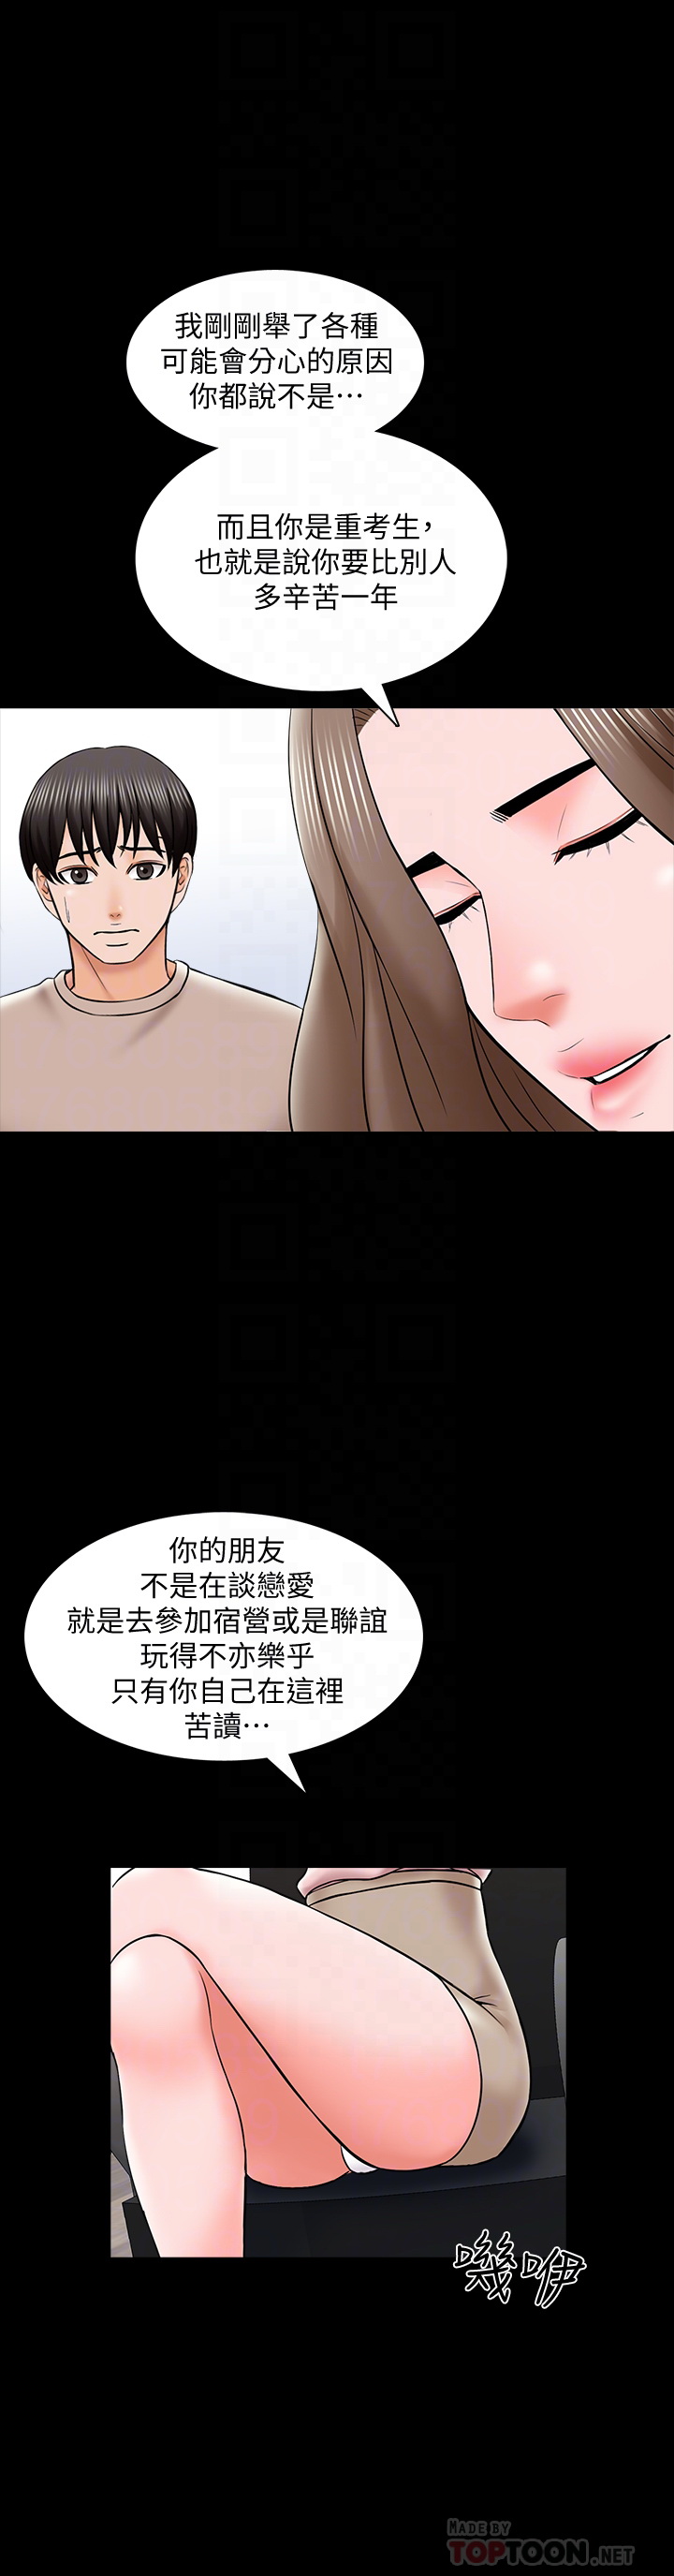 我剛剛舉了各種
可能會分心的原因
你都說不是…
而且你是重考生，
也就是說你要比別人
多辛苦一年
你的朋友
不是在談戀愛
就是去參加宿營或是聯誼
玩得不亦樂乎
只有你自己在這裡
苦讀…
嘰咿
MADE BY
TOPTOON.NET